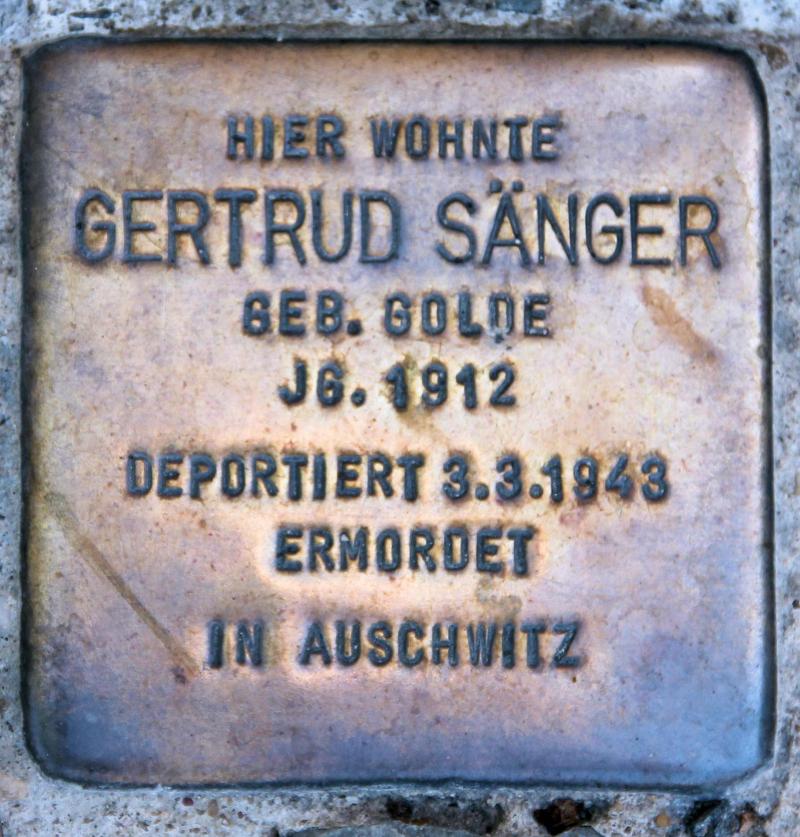 HIER WOHNTE
GERTRUD SÄNGER
GEB. GOLDE
JG. 1912
DEPORTIERT 3.3.1943
ERMORDET
IN AUSCHWITZ